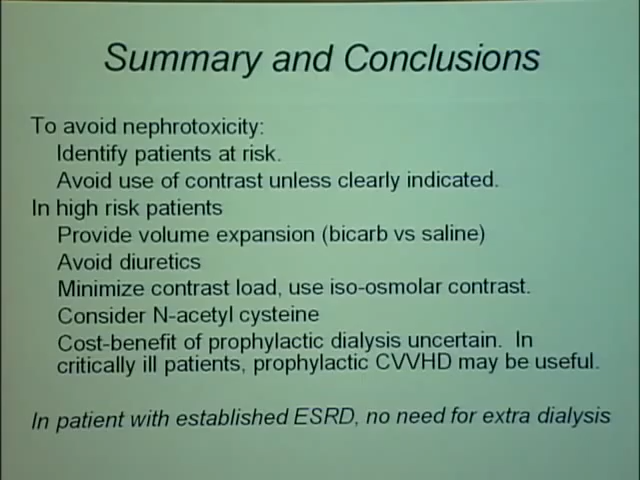 Summary and Conclusions
To avoid nephrotoxicity:
Identify patients at risk.
Avoid use of contrast unless clearly indicated.
In high risk patients
Provide volume expansion (bicarb vs saline)
Avoid diuretics
Minimize contrast load, use iso-osmolar contrast.
Consider N-acetyl cysteine
Cost-benefit of prophylactic dialysis uncertain. In
critically ill patients, prophylactic CVVHD may be useful.
In patient with established ESRD, no need for extra dialysis